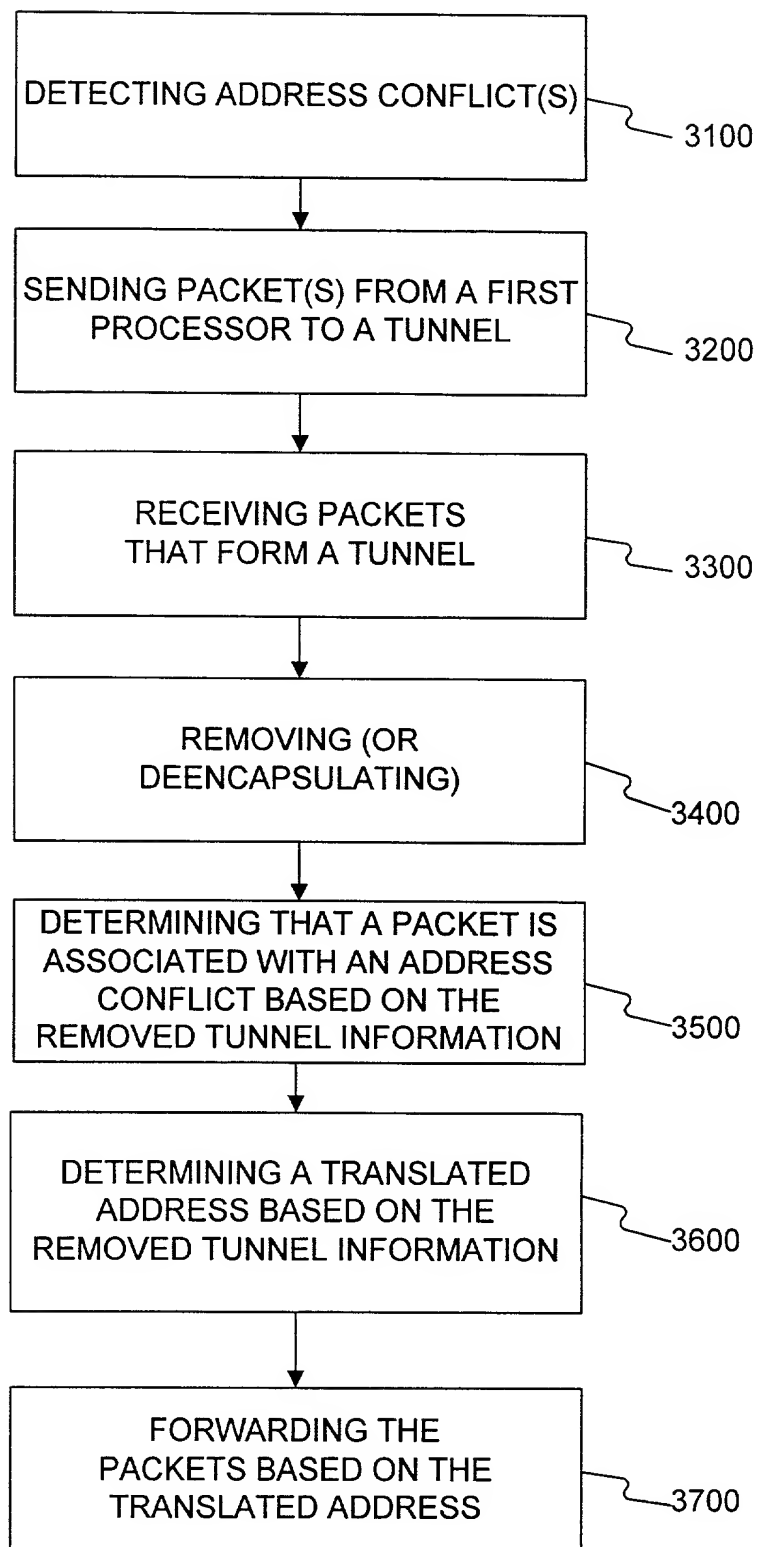 DETECTING ADDRESS CONFLICT(S)
3100
SENDING PACKET(S) FROM A FIRST
PROCESSOR TO A TUNNEL
3200
RECEIVING PACKETS
THAT FORM A TUNNEL
3300
REMOVING (OR
DEENCAPSULATING)
3400
DETERMINING THAT A PACKET IS
ASSOCIATED WITH AN ADDRESS
CONFLICT BASED ON THE
REMOVED TUNNEL INFORMATION
3500
DETERMINING A TRANSLATED
ADDRESS BASED ON THE
REMOVED TUNNEL INFORMATION
3600
FORWARDING THE
PACKETS BASED ON THE
TRANSLATED ADDRESS
3700